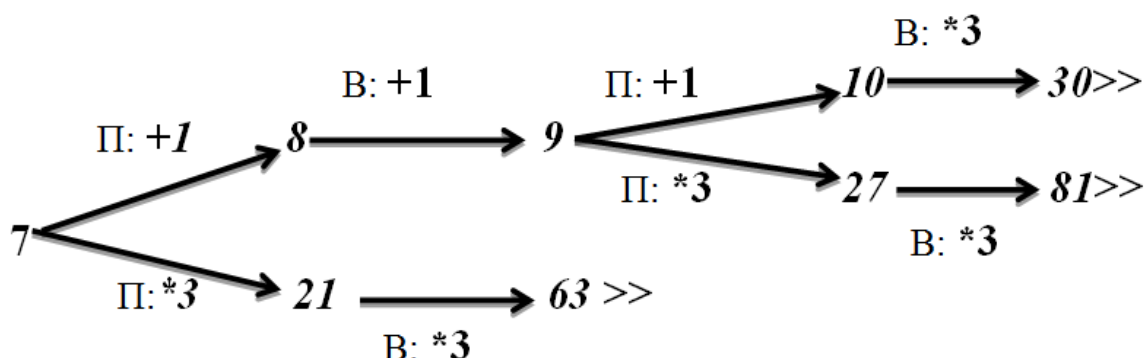 В: *3
В: +1 П: +1 10 30>>
П: +1 8 9
П: *3 27 81>>
7
П: *3 21 63 >> В: *3
В: *3